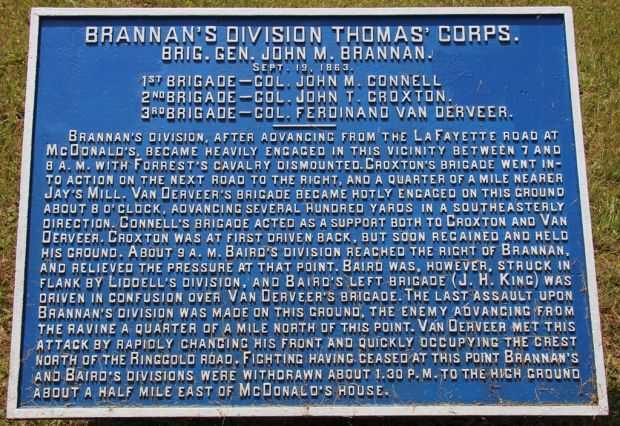 BRANNAN'S DIVISION THOMAS' CORPS.
BRIG. GEN. JOHN M. BRANNAN.
SEPT. 19, 1863.
1ST BRIGADE—COL. JOHN M. CONNELL
2ND BRIGADE—COL. JOHN T. CROXTON.
3RD BRIGADE—COL. FERDINAND VAN DERVEER.
BRANNAN'S DIVISION, AFTER ADVANCING FROM THE LAFAYETTE ROAD AT
MCDONALD'S, BECAME HEAVILY ENGAGED IN THIS VICINITY BETWEEN 7 AND
8 A.M. WITH FORREST'S CAVALRY DISMOUNTED. CROXTON'S BRIGADE WENT IN-
TO ACTION ON THE NEXT ROAD TO THE RIGHT, AND A QUARTER OF A MILE NEARER
JAY'S MILL. VAN DERVEER'S BRIGADE BECAME HOTLY ENGAGED ON THIS GROUND
ABOUT 8 O'CLOCK, ADVANCING SEVERAL HUNDRED YARDS IN A SOUTHEASTERLY
DIRECTION. CONNELL'S BRIGADE ACTED AS A SUPPORT BOTH TO CROXTON AND VAN
DERVEER. CROXTON WAS AT FIRST DRIVEN BACK, BUT SOON REGAINED AND HELD
HIS GROUND. ABOUT 9 A.M. BAIRD'S DIVISION REACHED THE RIGHT OF BRANNAN,
AND RELIEVED THE PRESSURE AT THAT POINT. BAIRD WAS, HOWEVER, STRUCK IN
FLANK BY LIDDELL'S DIVISION, AND BAIRD'S LEFT BRIGADE (J. H. KING) WAS
DRIVEN IN CONFUSION OVER VAN DERVEER'S BRIGADE. THE LAST ASSAULT UPON
BRANNAN'S DIVISION WAS MADE ON THIS GROUND, THE ENEMY ADVANCING FROM
THE RAVINE A QUARTER OF A MILE NORTH OF THIS POINT. VAN DERVEER MET THIS
ATTACK BY RAPIDLY CHANGING HIS FRONT AND QUICKLY OCCUPYING THE CREST
NORTH OF THE RINGGOLD ROAD. FIGHTING HAVING CEASED AT THIS POINT BRANNAN'S
AND BAIRD'S DIVISIONS WERE WITHDRAWN ABOUT 1.30 P.M. TO THE HIGH GROUND
ABOUT A HALF MILE EAST OF MCDONALD'S HOUSE.